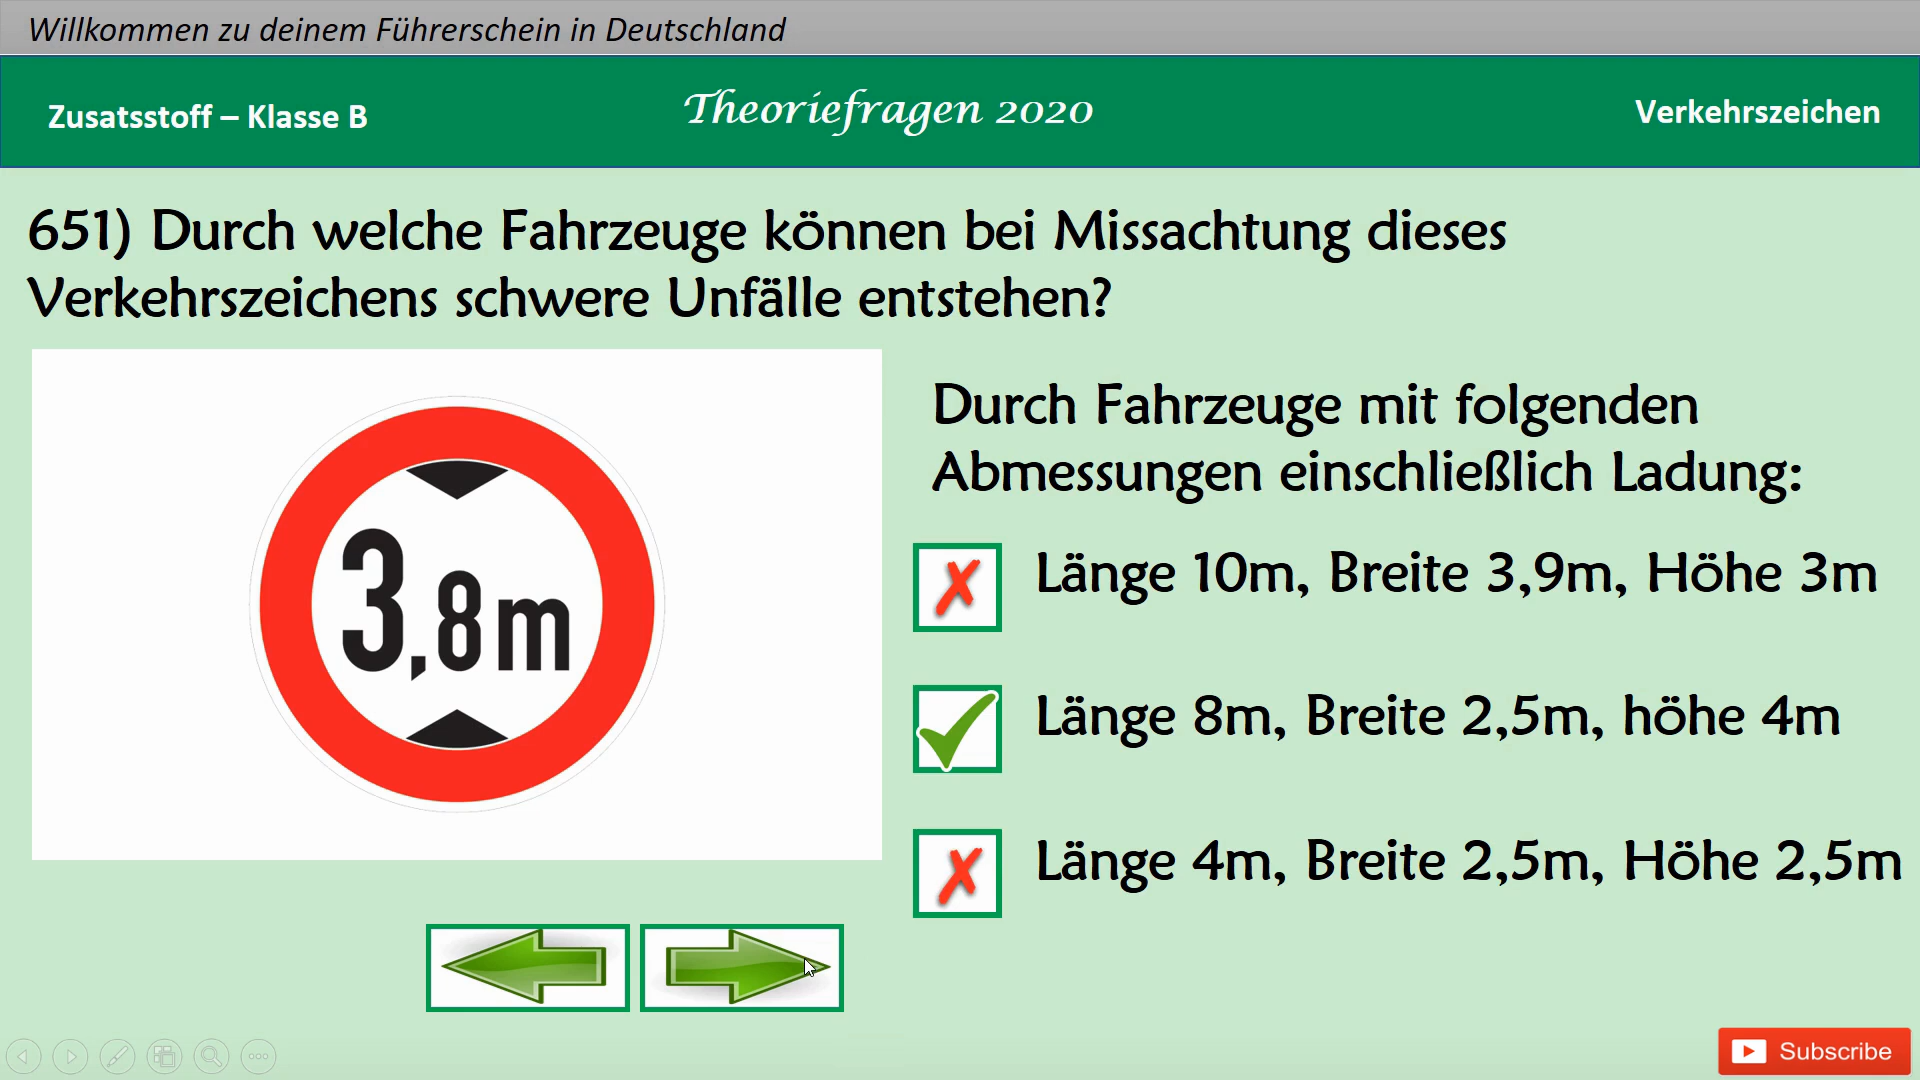 Willkommen zu deinem Führerschein in Deutschland
Zusatsstoff – Klasse B
Theoriefragen 2020
Verkehrszeichen
651) Durch welche Fahrzeuge können bei Missachtung dieses
Verkehrszeichens schwere Unfälle entstehen?
3,8m
Durch Fahrzeuge mit folgenden
Abmessungen einschließlich Ladung:
Länge 10m, Breite 3,9m, Höhe 3m
Länge 8m, Breite 2,5m, höhe 4m
Länge 4m, Breite 2,5m, Höhe 2,5m
Subscribe